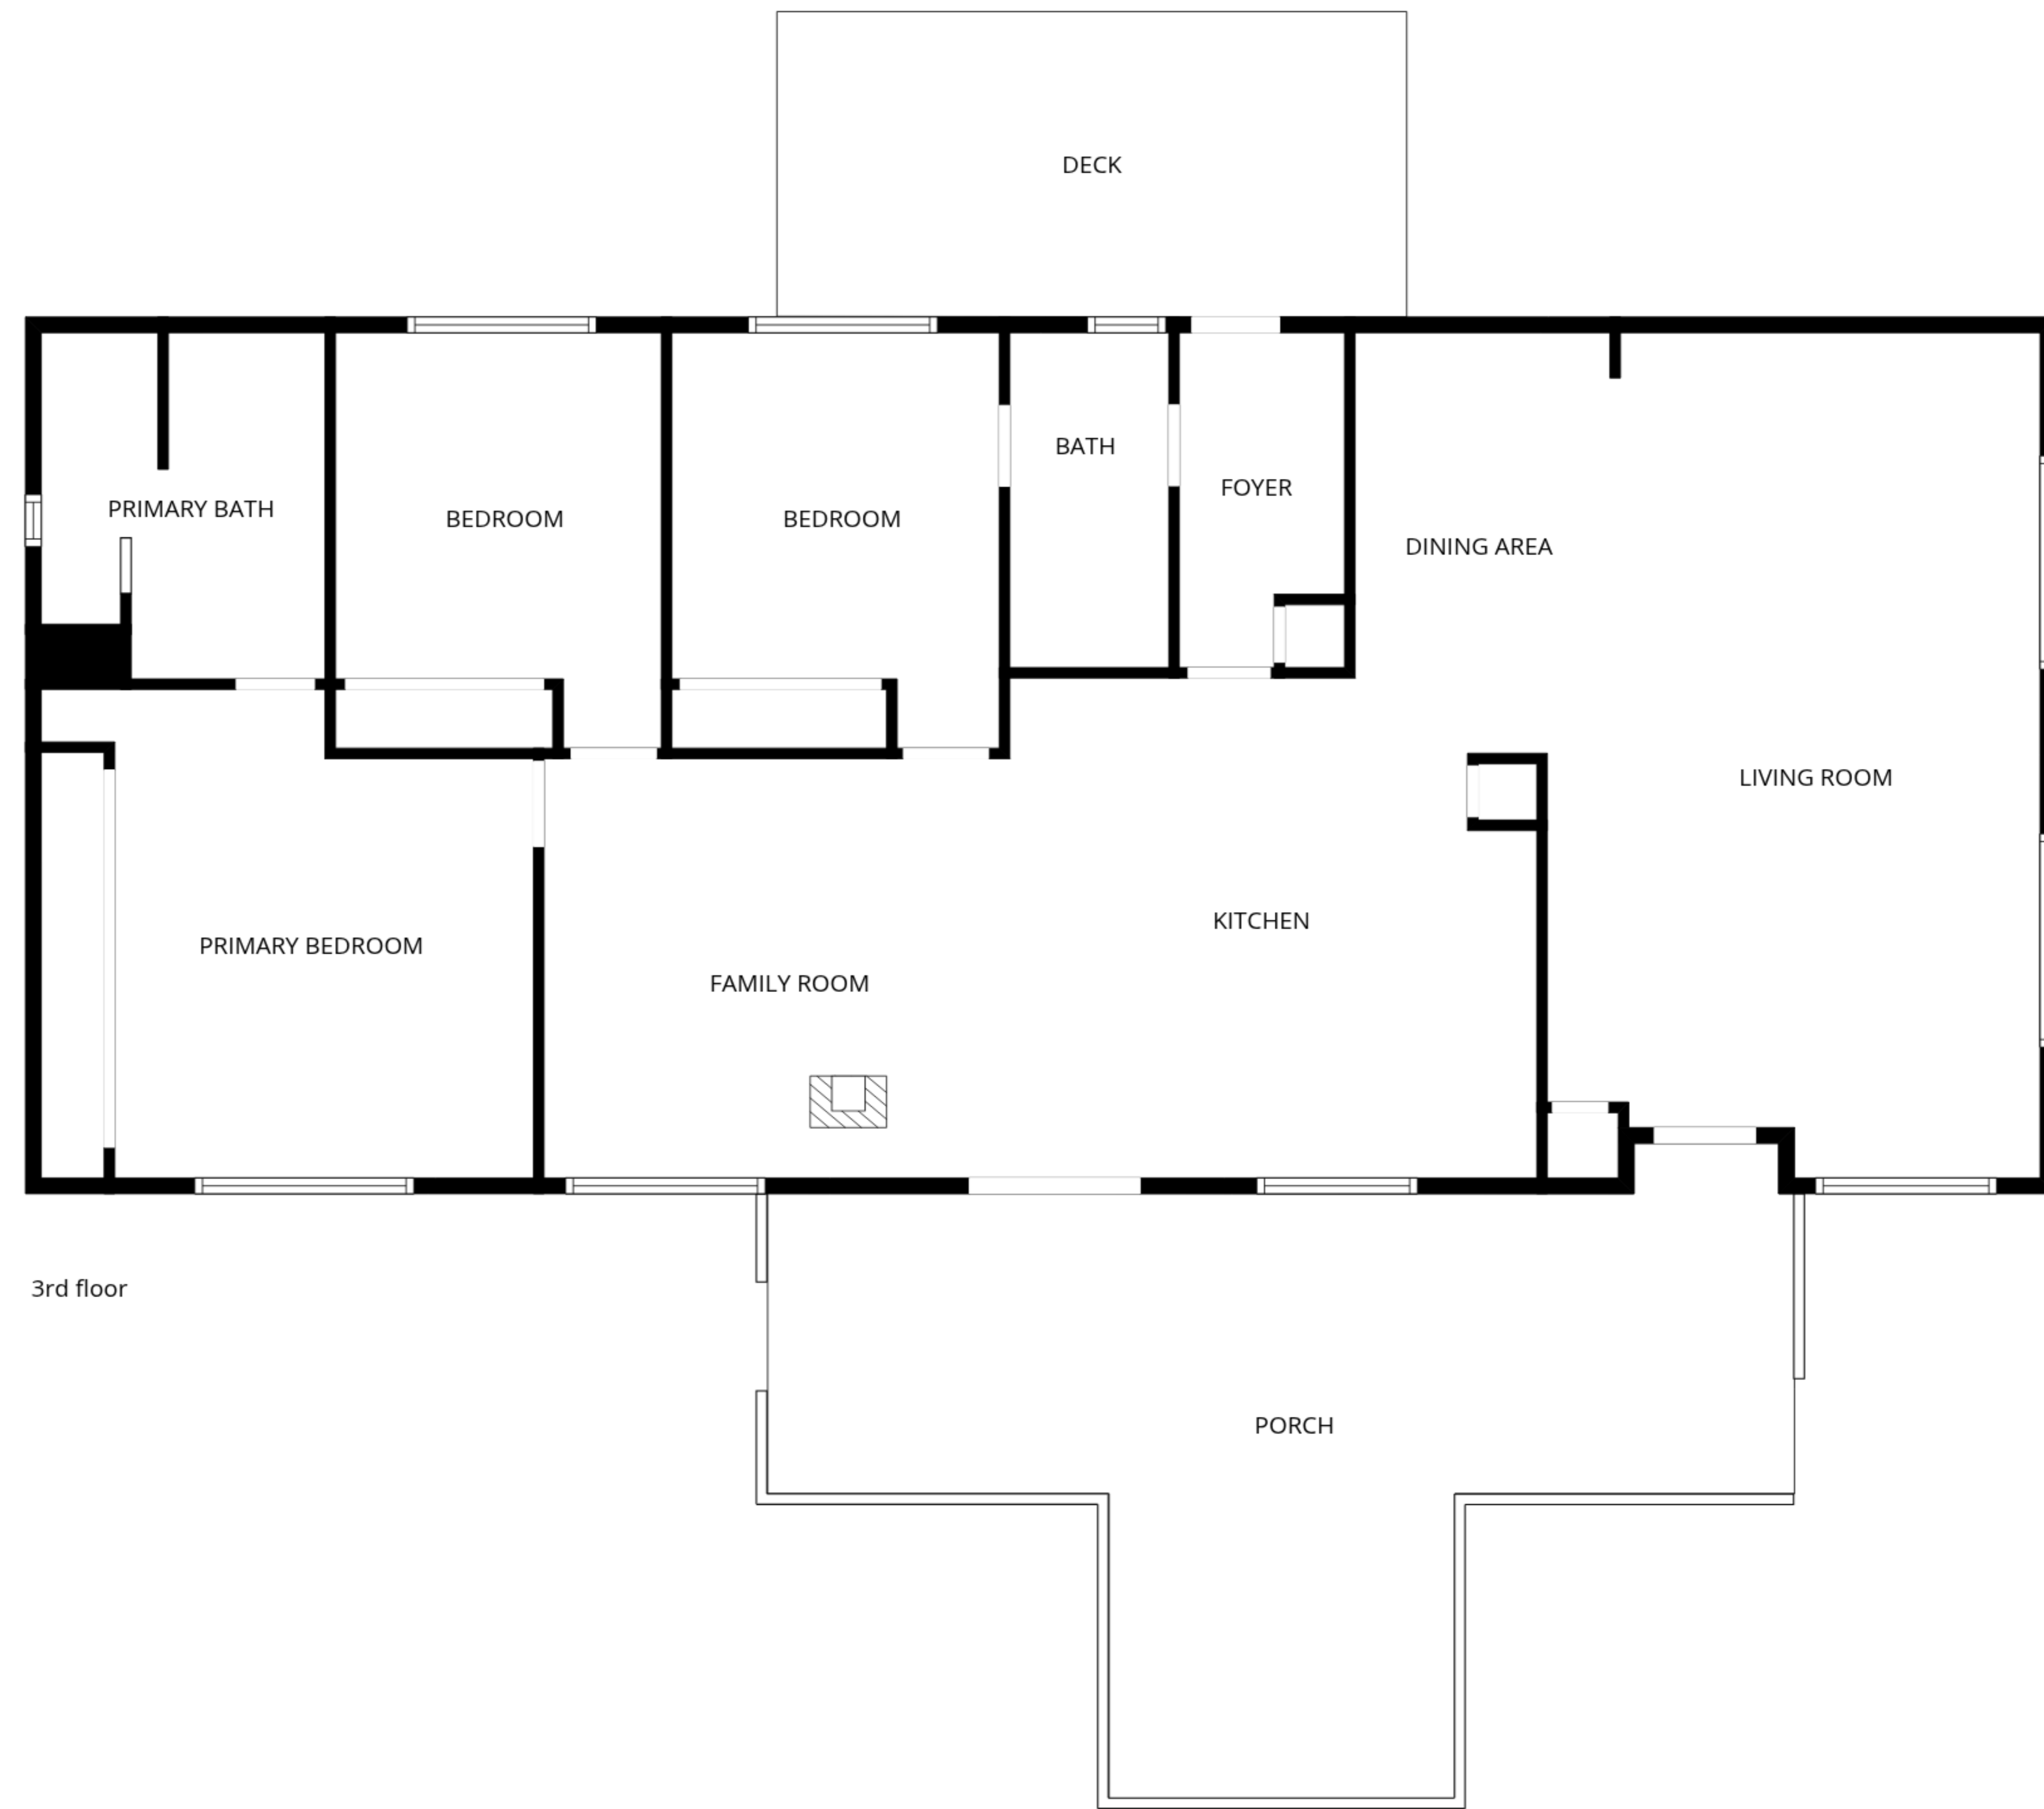 DECK
BATH
FOYER
PRIMARY BATH
BEDROOM
BEDROOM
DINING AREA
LIVING ROOM
KITCHEN
PRIMARY BEDROOM
FAMILY ROOM
3rd floor
PORCH